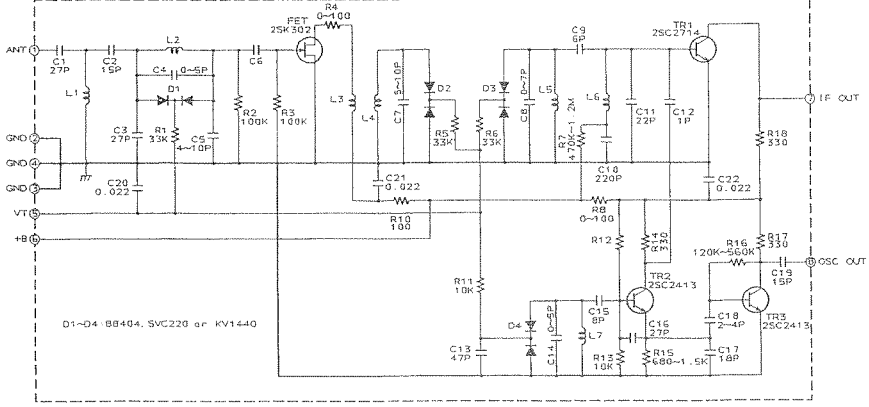 R4
0~100
FET
2SK302
TR1
2SC2714
L2
C9
6P
ANT 1
C1
27P
C2
15P
C6
C4 0~5P
D1
L1
C7 5~10P
D2
D3
C8 0~7P
L5
L6
C11
22P
C12
1P
7 IF OUT
R2
100K
R3
100K
L3
L4
GND 2
C3
27P
R1
33K
C5
4~10P
R5
33K
R6
33K
R7
470K~1.2M
R18
330
GND 4
C10
220P
GND 3
C20
0.022
C21
0.022
C22
0.022
VT 5
R10
100
R8
0~100
+B 6
R12
R14
330
R16
120K~560K
R17
330
8 OSC OUT
C19
15P
R11
10K
TR2
2SC2413
C15
8P
D4
C14 0~5P
L7
C16
27P
C18
2~4P
TR3
2SC2413
D1~D4 :BB404, SVC220 or KV1440
C13
47P
R13
10K
R15
680~1.5K
C17
18P